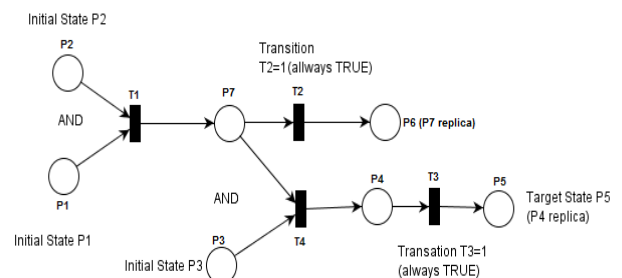 Initial State P2
P2
Transition
T2=1(allways TRUE)
T1
P7
T2
AND
P6 (P7 replica)
P1
P4
T3
P5
Target State P5
(P4 replica)
AND
Initial State P1
P3
T4
Initial State P3
Transation T3=1
(always TRUE)